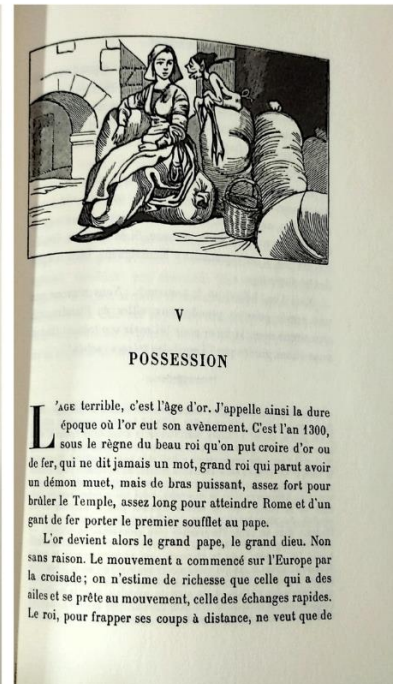 V
POSSESSION
L'AGE terrible, c'est l'âge d'or. J'appelle ainsi la dure
époque où l'or eut son avènement. C'est l'an 1300,
sous le règne du beau roi qu'on put croire d'or ou
de fer, qui ne dit jamais un mot, grand roi qui parut avoir
un démon muet, mais de bras puissant, assez fort pour
brûler le Temple, assez long pour atteindre Rome et d'un
gant de fer porter le premier soufflet au pape.
L'or devient alors le grand pape, le grand dieu. Non
sans raison. Le mouvement a commencé sur l'Europe par
la croisade ; on n'estime de richesse que celle qui a des
ailes et se prête au mouvement, celle des échanges rapides.
Le roi, pour frapper ses coups à distance, ne veut que de